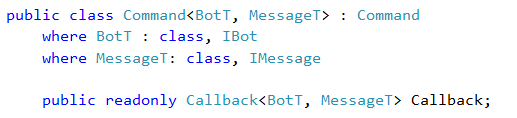 public class Command<BotT, MessageT> : Command
    where BotT : class, IBot
    where MessageT: class, IMessage
    public readonly Callback<BotT, MessageT> Callback;